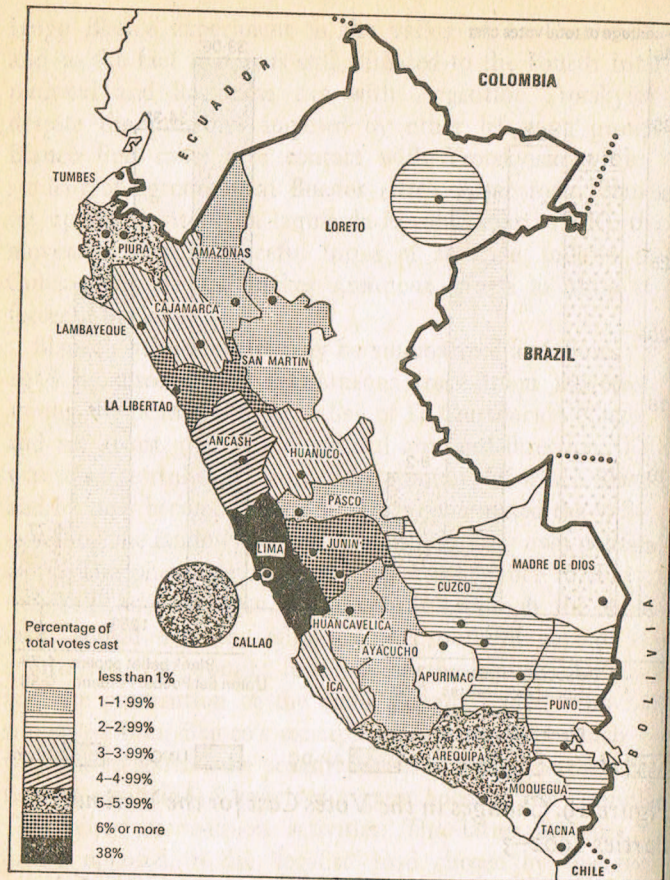 COLOMBIA
ECUADOR
TUMBES
LORETO
PIURA
AMAZONAS
CAJAMARCA
LAMBAYEQUE
SAN MARTIN
BRAZIL
LA LIBERTAD
ANCASH
HUANUCO
PASCO
LIMA
JUNIN
MADRE DE DIOS
CUZCO
CALLAO
HUANCAVELICA
AYACUCHO
APURIMAC
ICA
PUNO
BOLIVIA
AREQUIPA
MOQUEGUA
TACNA
CHILE
Percentage of
total votes cast
less than 1%
1–1·99%
2–2·99%
3–3·99%
4–4·99%
5–5·99%
6% or more
38%